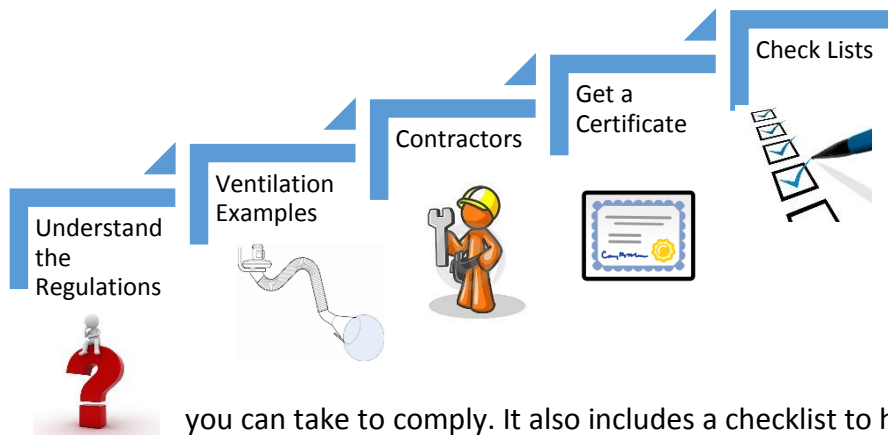 Understand
the
Regulations
Ventilation
Examples
Contractors
Get a
Certificate
Check Lists
you can take to comply. It also includes a checklist to h